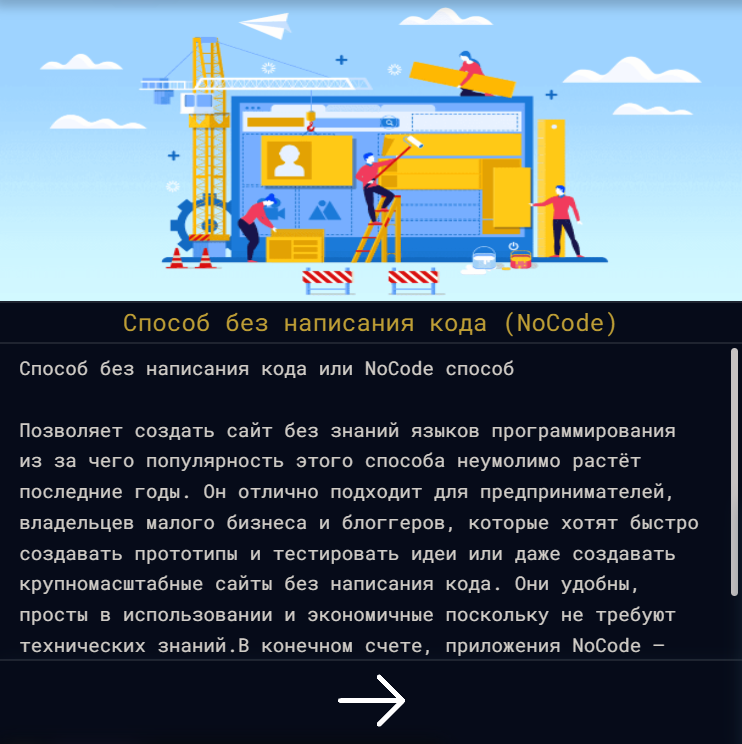 Способ без написания кода (NoCode)
Способ без написания кода или NoCode способ
Позволяет создать сайт без знаний языков программирования
из за чего популярность этого способа неумолимо растёт
последние годы. Он отлично подходит для предпринимателей,
владельцев малого бизнеса и блоггеров, которые хотят быстро
создавать прототипы и тестировать идеи или даже создавать
крупномасштабные сайты без написания кода. Они удобны,
просты в использовании и экономичные поскольку не требуют
технических знаний.В конечном счете, приложения NoCode —